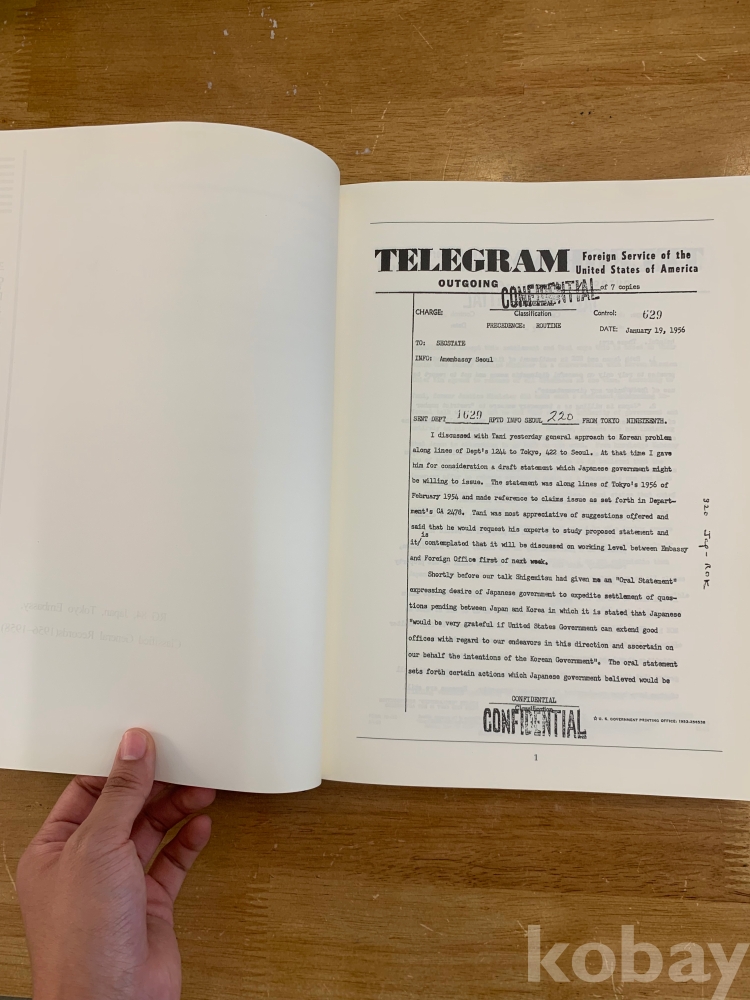 TELEGRAM
Foreign Service of the
United States of America
OUTGOING
CONFIDENTIAL
of 7 copies
CHARGE:
Classification
Control: 629
PRECEDENCE: ROUTINE
DATE: January 19, 1956
TO: SECSTATE
INFO: Amembassy Seoul
SENT DEPT 1629 RPTD INFO SEOUL 220 FROM TOKYO NINETEENTH.
I discussed with Tani yesterday general approach to Korean problem
along lines of Dept's 1244 to Tokyo, 422 to Seoul. At that time I gave
him for consideration a draft statement which Japanese government might
be willing to issue. The statement was along lines of Tokyo's 1956 of
February 1954 and made reference to claims issue as set forth in Depart-
ment's CA 2478. Tani was most appreciative of suggestions offered and
said that he would request his experts to study proposed statement and
is
it/ contemplated that it will be discussed on working level between Embassy
and Foreign Office first of next week.
Shortly before our talk Shigemitsu had given me an "Oral Statement"
expressing desire of Japanese government to expedite settlement of ques-
tions pending between Japan and Korea in which it is stated that Japanese
"would be very grateful if United States Government can extend good
offices with regard to our endeavors in this direction and ascertain on
our behalf the intentions of the Korean Government". The oral statement
sets forth certain actions which Japanese government believed would be
320 Jap-ROK
CONFIDENTIAL
Classification
CONFIDENTIAL
U. S. GOVERNMENT PRINTING OFFICE:
1
kobay